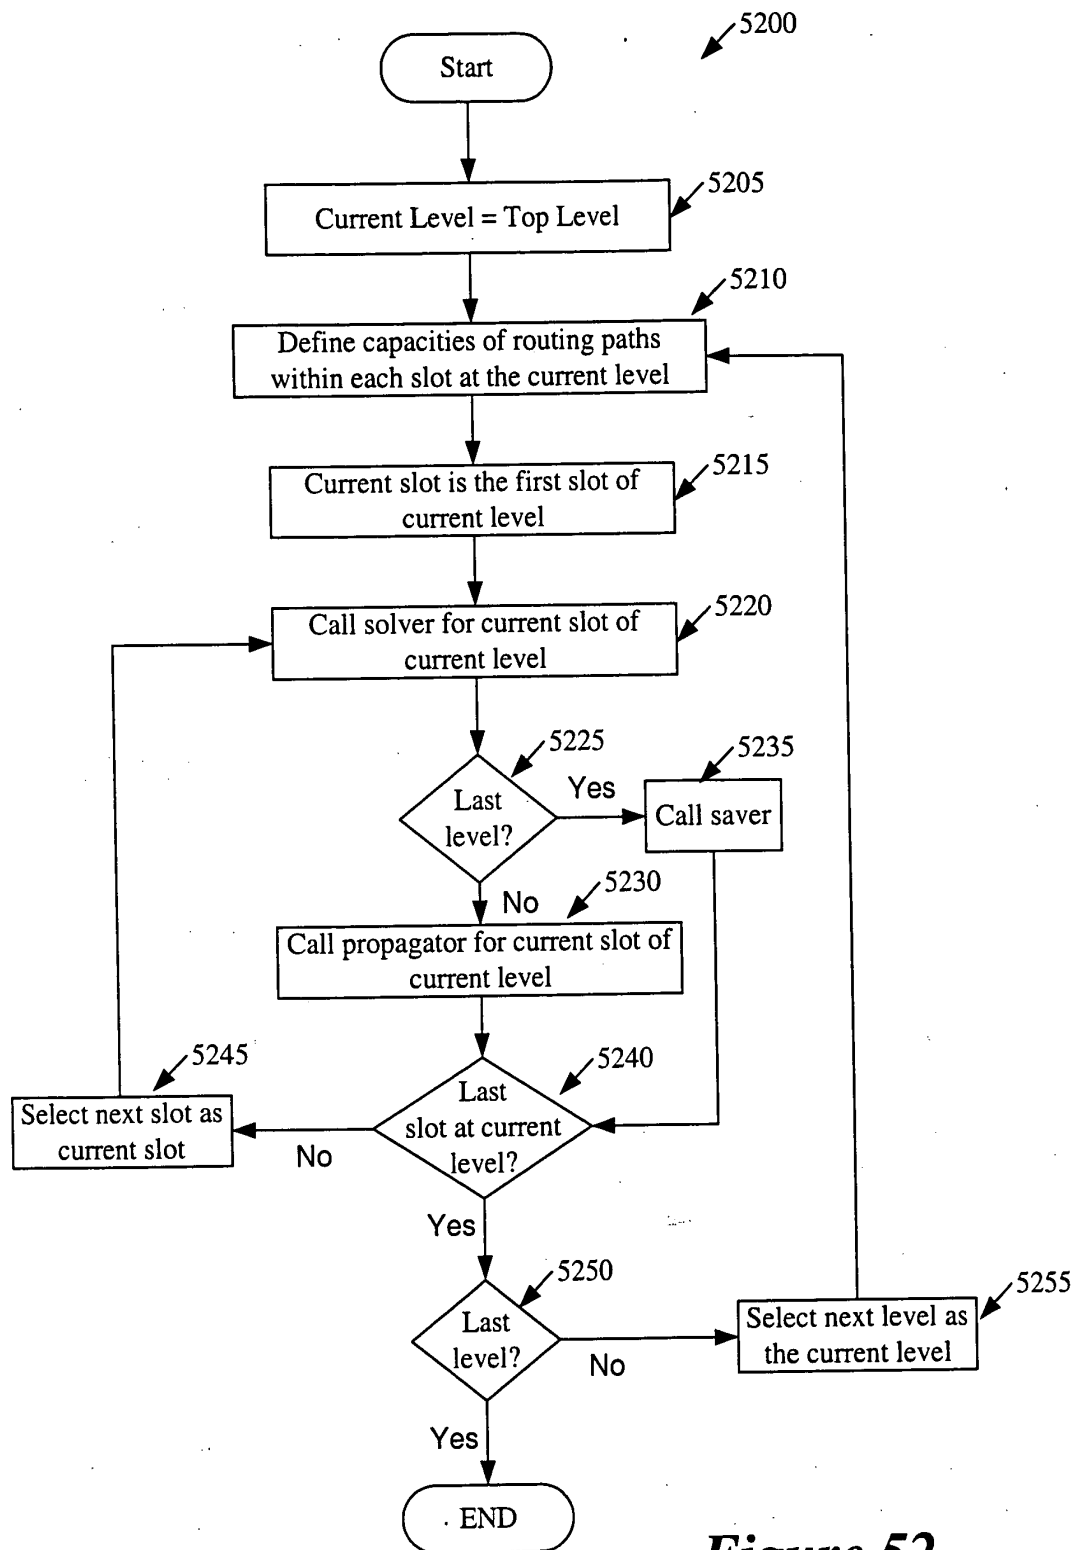 5200
Start
5205
Current Level = Top Level
5210
Define capacities of routing paths
within each slot at the current level
5215
Current slot is the first slot of
current level
5220
Call solver for current slot of
current level
5225
Last
level?
Yes
5235
Call saver
No
5230
Call propagator for current slot of
current level
5245
Select next slot as
current slot
5240
Last
slot at current
level?
No
Yes
5250
Last
level?
No
5255
Select next level as
the current level
Yes
END
Figure 52